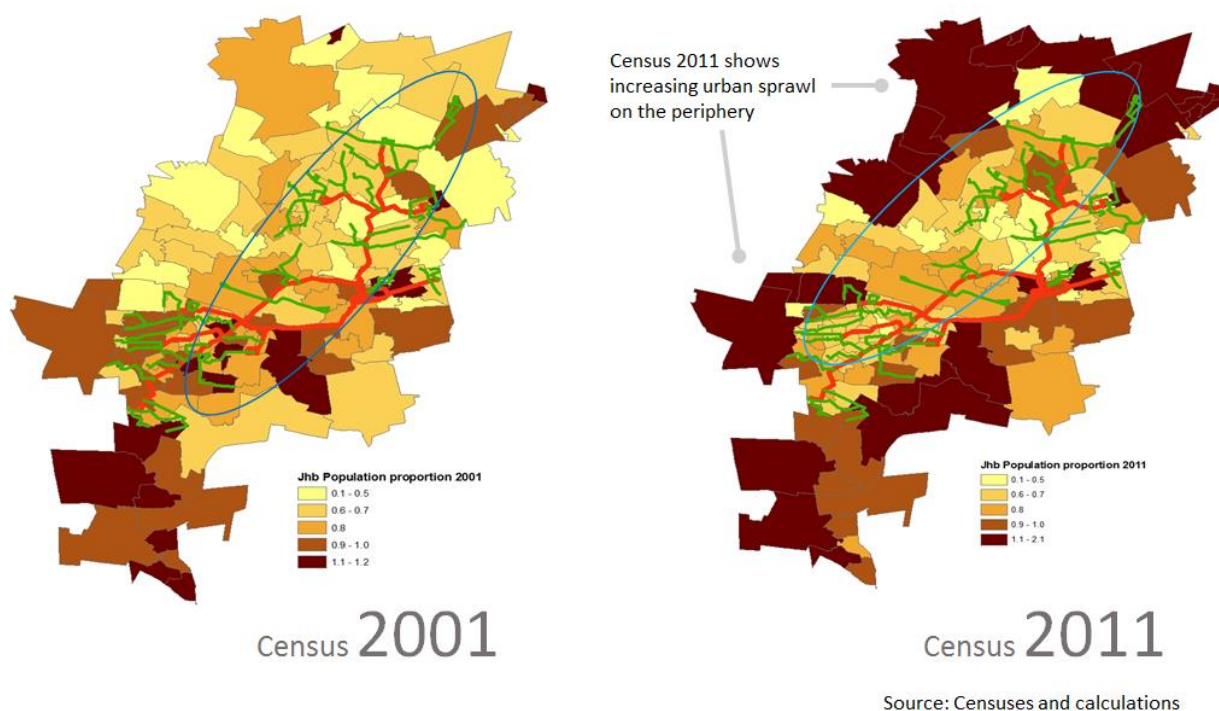 Census 2011 shows
increasing urban sprawl
on the periphery
Jhb Population proportion 2001
0.1 - 0.5
0.6 - 0.7
0.8
0.9 - 1.0
1.1 - 1.2
Jhb Population proportion 2011
0.1 - 0.5
0.6 - 0.7
0.8
0.9 - 1.0
1.1 - 2.1
Census 2001
Census 2011
Source: Censuses and calculations